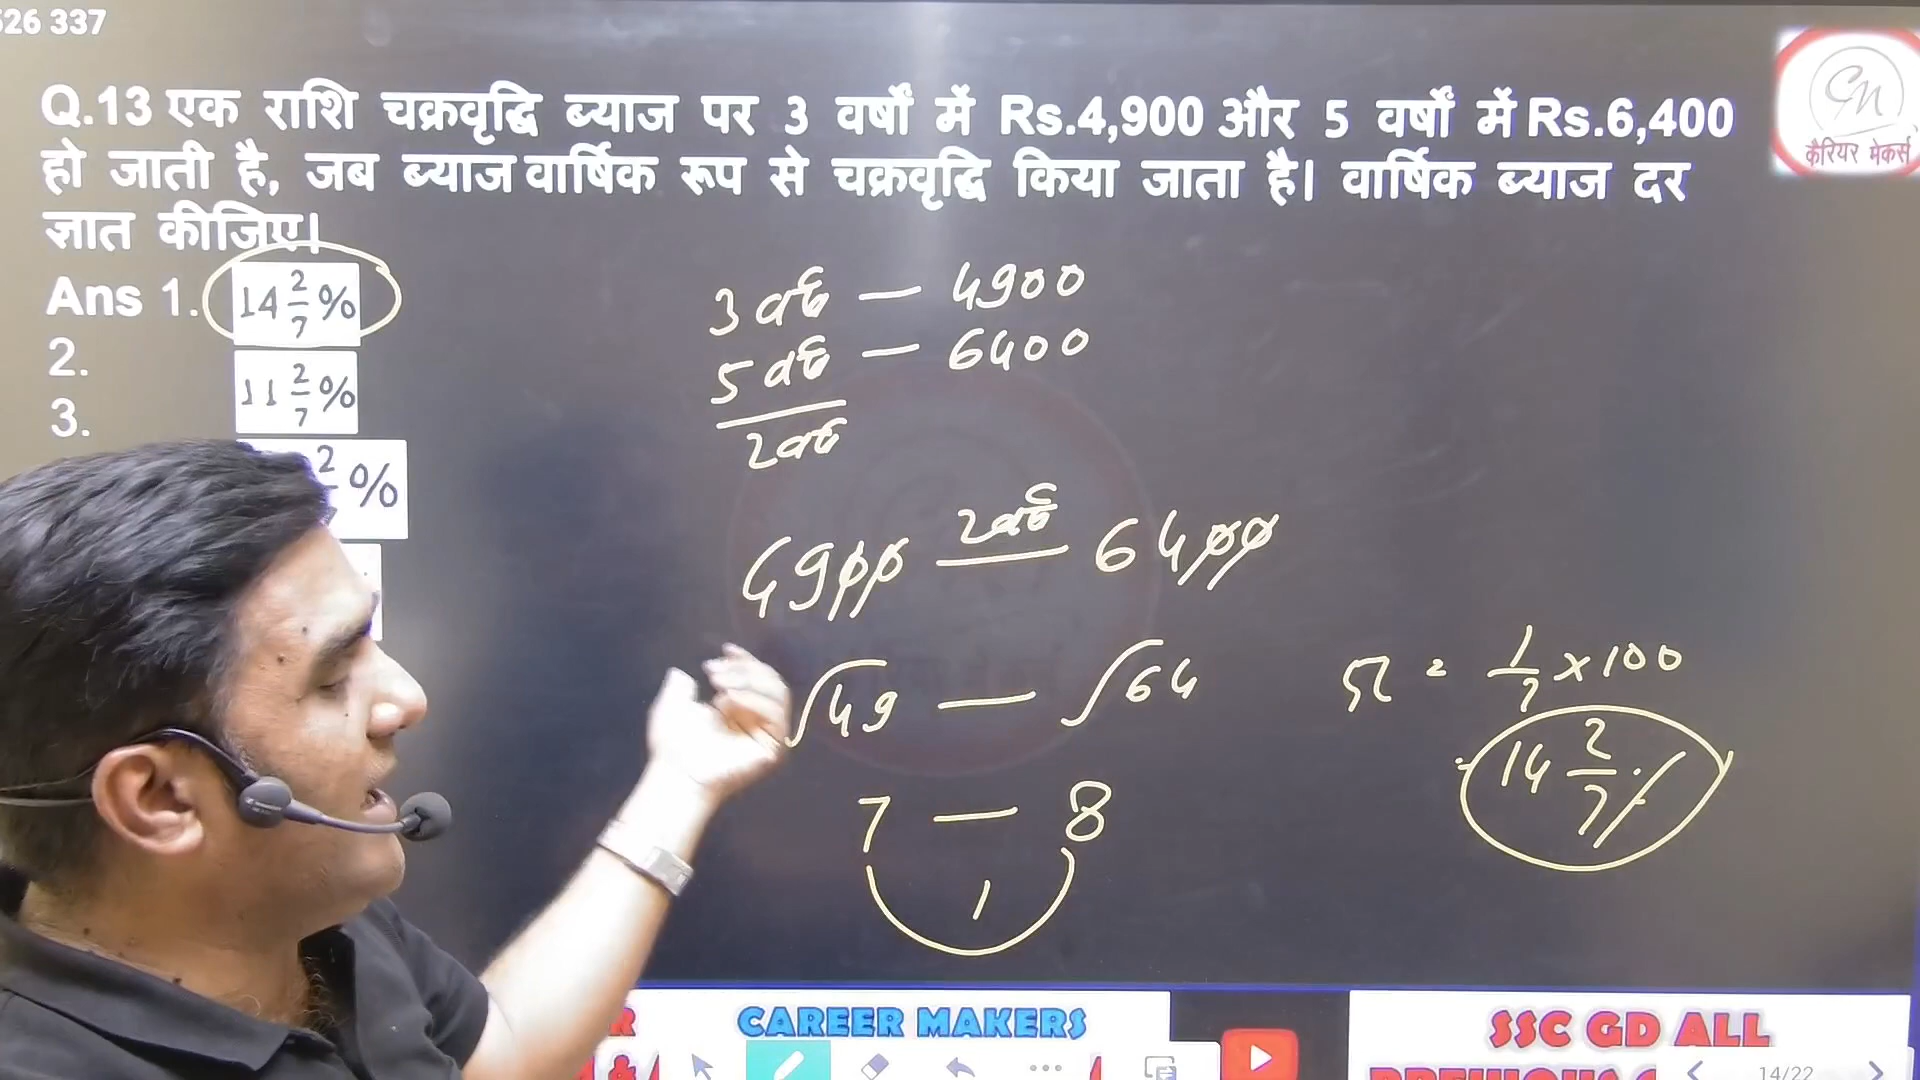 526 337
Q.13 एक राशि चक्रवृद्धि ब्याज पर 3 वर्षों में Rs.4,900 और 5 वर्षों में Rs.6,400
हो जाती है, जब ब्याज वार्षिक रूप से चक्रवृद्धि किया जाता है। वार्षिक ब्याज दर
ज्ञात कीजिए।
कैरियर मेकर्स
Ans 1. 14 2/7 %
2. 11 2/7 %
3. 2 %
3 वर्ष — 4900
5 वर्ष — 6400
2 वर्ष
4900 — 2 वर्ष — 6400
√49 — √64
7 — 8
1
r = 1/7 × 100
14 2/7 %
CAREER MAKERS
SSC GD ALL
14/22